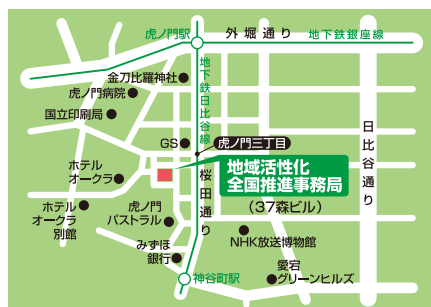 虎ノ門駅
外堀通り
地下鉄銀座線
金刀比羅神社
地下鉄日比谷線
虎ノ門病院
国立印刷局
GS
虎ノ門三丁目
日比谷通り
地域活性化
全国推進事務局
(37森ビル)
桜田通り
ホテル
オークラ
ホテル
オークラ
別館
虎ノ門
パストラル
NHK放送博物館
みずほ
銀行
愛宕
グリーンヒルズ
神谷町駅